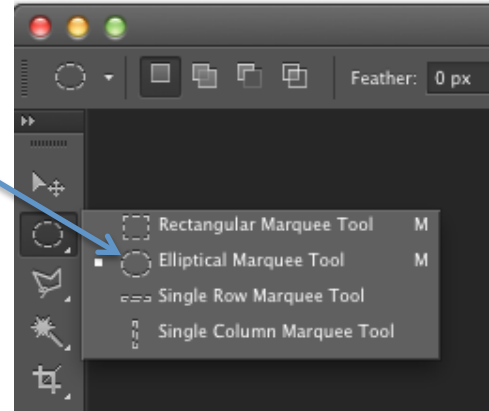 Feather: 0 px
Rectangular Marquee Tool M
Elliptical Marquee Tool M
Single Row Marquee Tool
Single Column Marquee Tool